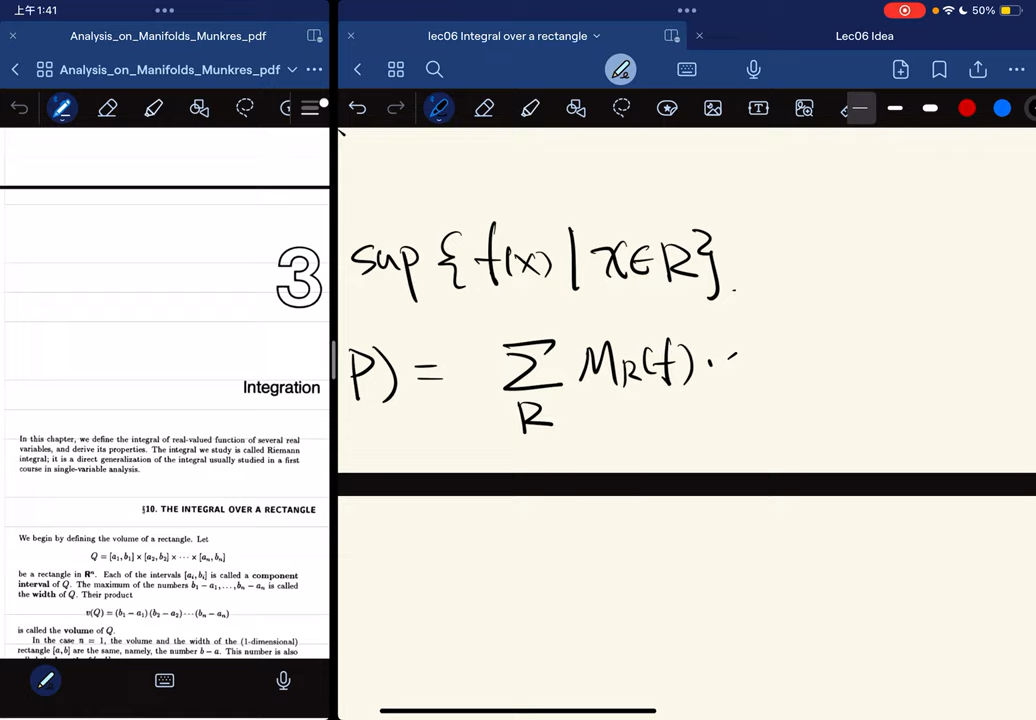 上午1:41
50%
Analysis_on_Manifolds_Munkres_pdf
lec06 Integral over a rectangle
Lec06 Idea
Analysis_on_Manifolds_Munkres_pdf
3
Integration
In this chapter, we define the integral of real-valued function of several real
variables, and derive its properties. The integral we study is called Riemann
integral; it is a direct generalization of the integral usually studied in a first
course in single-variable analysis.
§10. THE INTEGRAL OVER A RECTANGLE
We begin by defining the volume of a rectangle. Let
Q = [a₁, b₁] × [a₂, b₂] × ··· × [aₙ, bₙ]
be a rectangle in Rⁿ. Each of the intervals [aᵢ, bᵢ] is called a component
interval of Q. The maximum of the numbers b₁ − a₁, . . . , bₙ − aₙ is called
the width of Q. Their product
v(Q) = (b₁ − a₁)(b₂ − a₂) ··· (bₙ − aₙ)
is called the volume of Q.
In the case n = 1, the volume and the width of the (1-dimensional)
rectangle [a, b] are the same, namely, the number b − a. This number is also
sup { f(x) | x ∈ R } .
P) = Σ_R M_R(f) ·